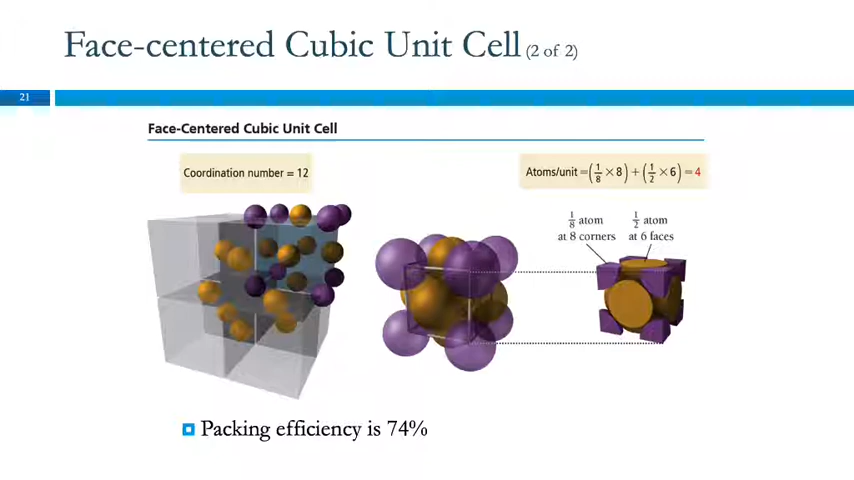 Face-centered Cubic Unit Cell (2 of 2)
21
Face-Centered Cubic Unit Cell
Coordination number = 12
Atoms/unit = (1/8 × 8) + (1/2 × 6) = 4
1/8 atom
at 8 corners
1/2 atom
at 6 faces
Packing efficiency is 74%